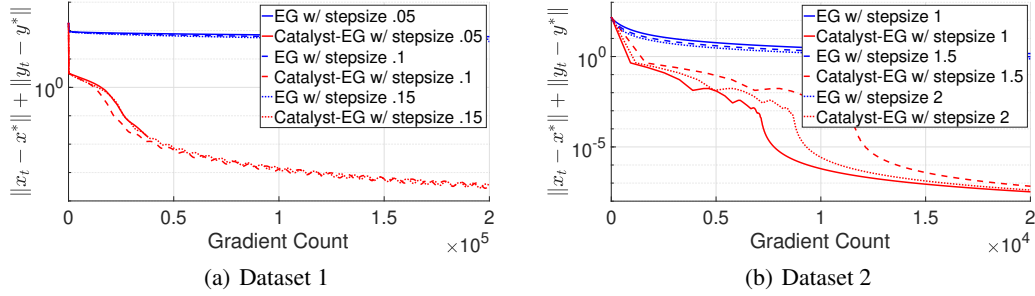 ‖x_t − x*‖ + ‖y_t − y*‖
10^0
EG w/ stepsize .05
Catalyst-EG w/ stepsize .05
EG w/ stepsize .1
Catalyst-EG w/ stepsize .1
EG w/ stepsize .15
Catalyst-EG w/ stepsize .15
0 0.5 1 1.5 2
Gradient Count ×10^5
(a) Dataset 1
‖x_t − x*‖ + ‖y_t − y*‖
10^0
10^-5
EG w/ stepsize 1
Catalyst-EG w/ stepsize 1
EG w/ stepsize 1.5
Catalyst-EG w/ stepsize 1.5
EG w/ stepsize 2
Catalyst-EG w/ stepsize 2
0 0.5 1 1.5 2
Gradient Count ×10^4
(b) Dataset 2